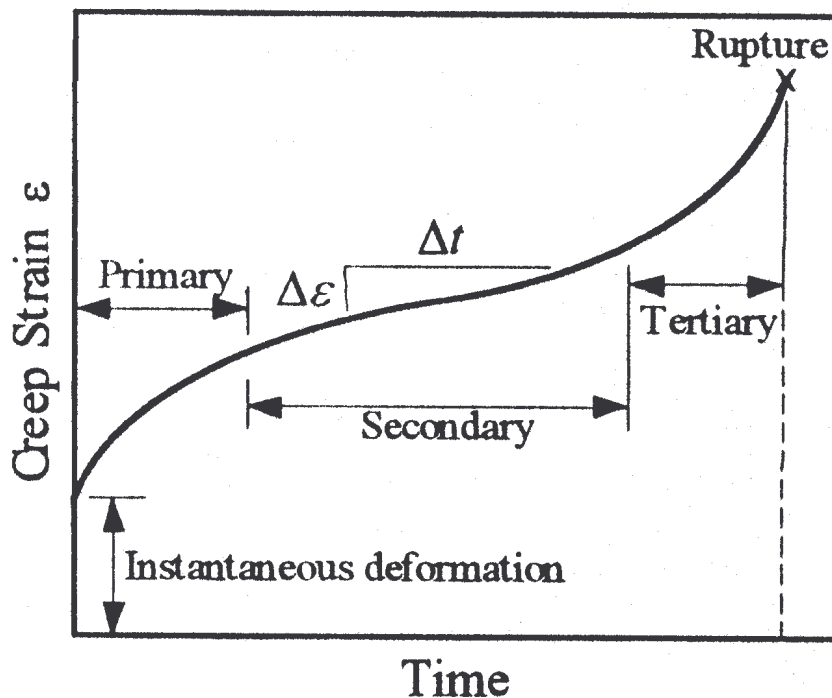 Rupture
Δt
Primary
Δε
Tertiary
Secondary
Instantaneous deformation
Creep Strain ε
Time